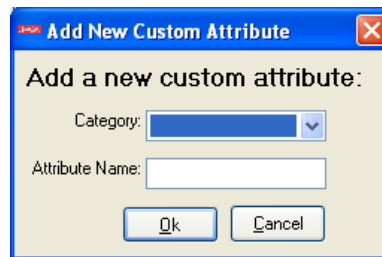 Add New Custom Attribute
Add a new custom attribute:
Category:
Attribute Name:
Ok Cancel